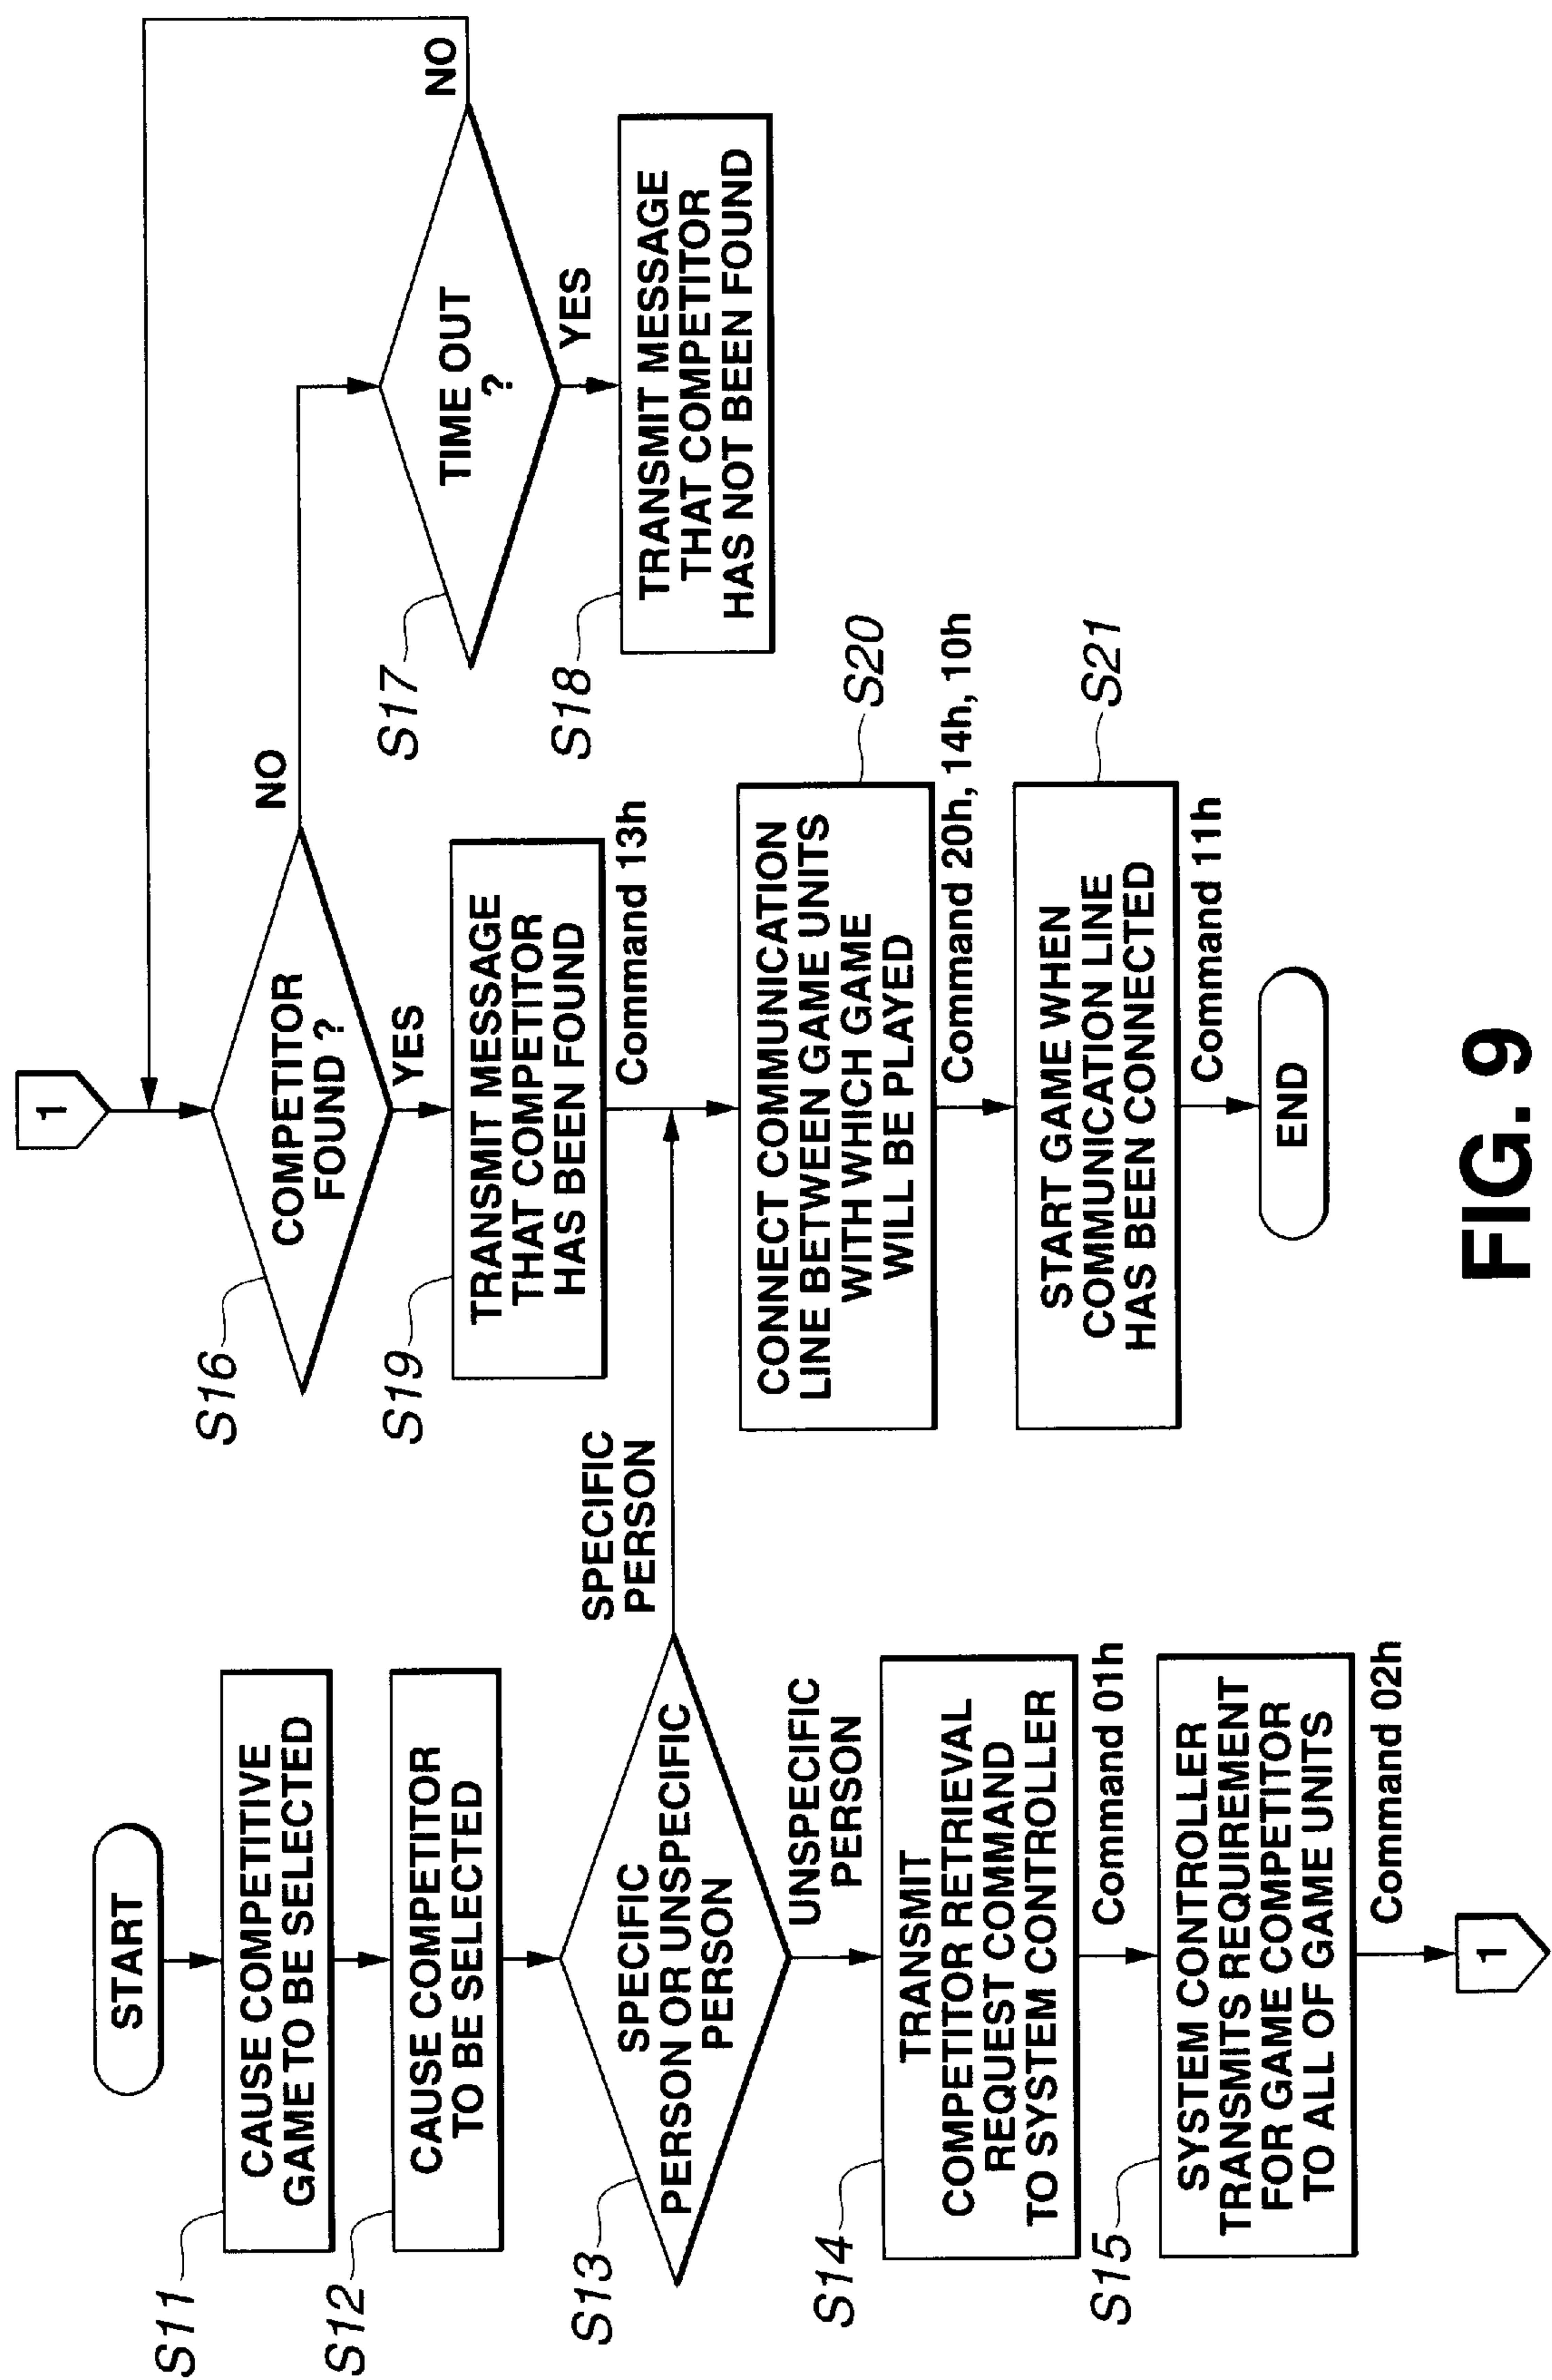 START
S11
CAUSE COMPETITIVE
GAME TO BE SELECTED
S12
CAUSE COMPETITOR
TO BE SELECTED
S13
SPECIFIC
PERSON OR UNSPECIFIC
PERSON
SPECIFIC
PERSON
UNSPECIFIC
PERSON
S14
TRANSMIT
COMPETITOR RETRIEVAL
REQUEST COMMAND
TO SYSTEM CONTROLLER
Command 01h
S15
SYSTEM CONTROLLER
TRANSMITS REQUIREMENT
FOR GAME COMPETITOR
TO ALL OF GAME UNITS
Command 02h
1
1
S16
COMPETITOR
FOUND ?
NO
YES
S17
TIME OUT
?
NO
YES
S18
TRANSMIT MESSAGE
THAT COMPETITOR
HAS NOT BEEN FOUND
S19
TRANSMIT MESSAGE
THAT COMPETITOR
HAS BEEN FOUND
Command 13h
S20
CONNECT COMMUNICATION
LINE BETWEEN GAME UNITS
WITH WHICH GAME
WILL BE PLAYED
Command 20h, 14h, 10h
S21
START GAME WHEN
COMMUNICATION LINE
HAS BEEN CONNECTED
Command 11h
END
FIG. 9